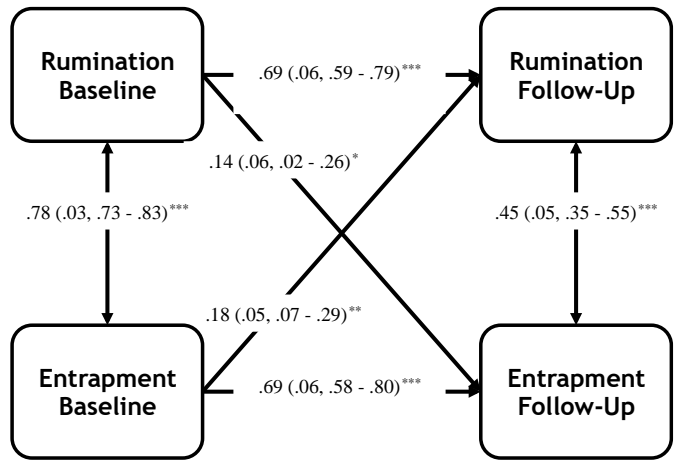 Rumination
Baseline
Rumination
Follow-Up
.69 (.06, .59 - .79)***
.14 (.06, .02 - .26)*
.78 (.03, .73 - .83)***
.45 (.05, .35 - .55)***
.18 (.05, .07 - .29)**
Entrapment
Baseline
Entrapment
Follow-Up
.69 (.06, .58 - .80)***